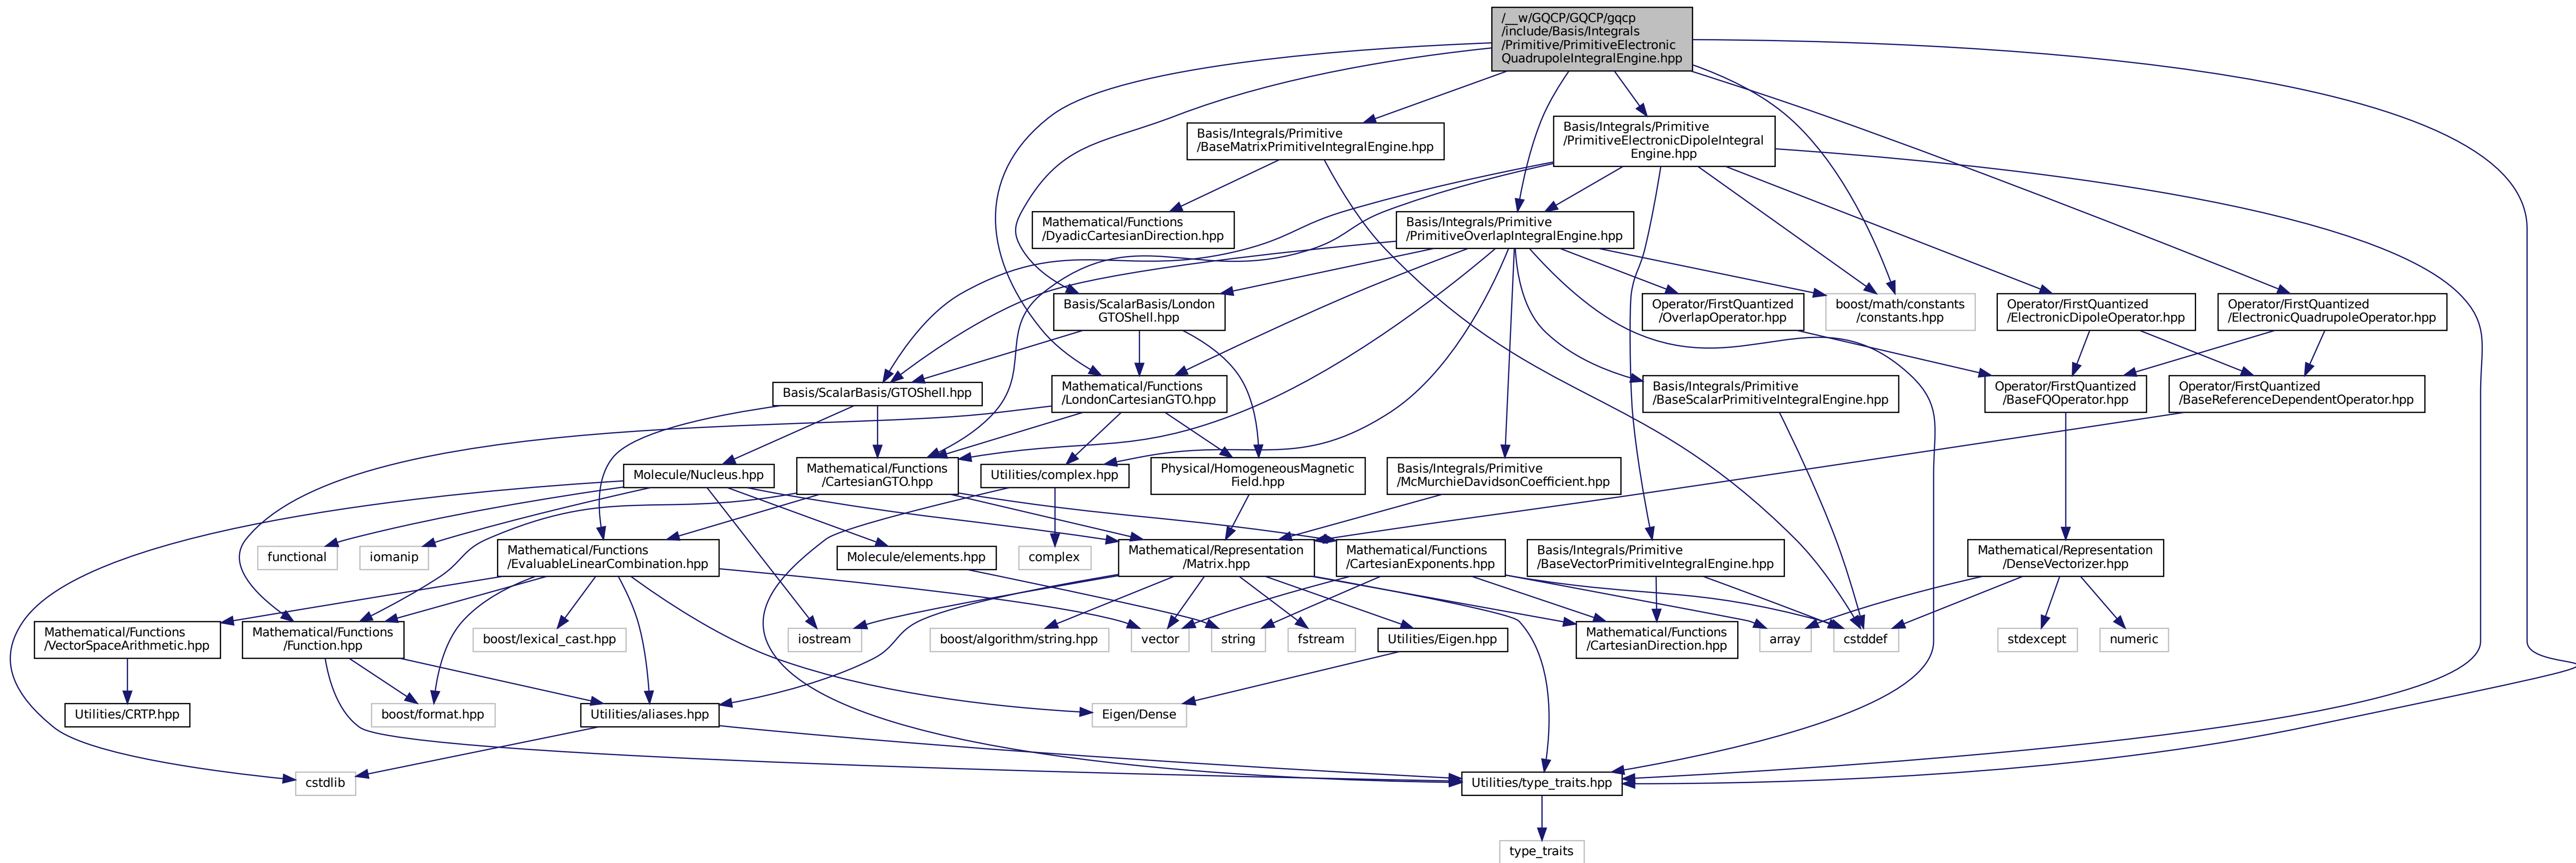 /__w/GQCP/GQCP/gqcp
/include/Basis/Integrals
/Primitive/PrimitiveElectronic
QuadrupoleIntegralEngine.hpp
Basis/Integrals/Primitive
/BaseMatrixPrimitiveIntegralEngine.hpp
Basis/Integrals/Primitive
/PrimitiveElectronicDipoleIntegral
Engine.hpp
Mathematical/Functions
/DyadicCartesianDirection.hpp
Basis/Integrals/Primitive
/PrimitiveOverlapIntegralEngine.hpp
Basis/ScalarBasis/London
GTOShell.hpp
Operator/FirstQuantized
/OverlapOperator.hpp
boost/math/constants
/constants.hpp
Operator/FirstQuantized
/ElectronicDipoleOperator.hpp
Operator/FirstQuantized
/ElectronicQuadrupoleOperator.hpp
Basis/ScalarBasis/GTOShell.hpp
Mathematical/Functions
/LondonCartesianGTO.hpp
Basis/Integrals/Primitive
/BaseScalarPrimitiveIntegralEngine.hpp
Operator/FirstQuantized
/BaseFQOperator.hpp
Operator/FirstQuantized
/BaseReferenceDependentOperator.hpp
Molecule/Nucleus.hpp
Mathematical/Functions
/CartesianGTO.hpp
Utilities/complex.hpp
Physical/HomogeneousMagnetic
Field.hpp
Basis/Integrals/Primitive
/McMurchieDavidsonCoefficient.hpp
functional
iomanip
Mathematical/Functions
/EvaluableLinearCombination.hpp
Molecule/elements.hpp
complex
Mathematical/Representation
/Matrix.hpp
Mathematical/Functions
/CartesianExponents.hpp
Basis/Integrals/Primitive
/BaseVectorPrimitiveIntegralEngine.hpp
Mathematical/Representation
/DenseVectorizer.hpp
Mathematical/Functions
/VectorSpaceArithmetic.hpp
Mathematical/Functions
/Function.hpp
boost/lexical_cast.hpp
iostream
boost/algorithm/string.hpp
vector
string
fstream
Utilities/Eigen.hpp
Mathematical/Functions
/CartesianDirection.hpp
array
cstddef
stdexcept
numeric
Utilities/CRTP.hpp
boost/format.hpp
Utilities/aliases.hpp
Eigen/Dense
cstdlib
Utilities/type_traits.hpp
type_traits